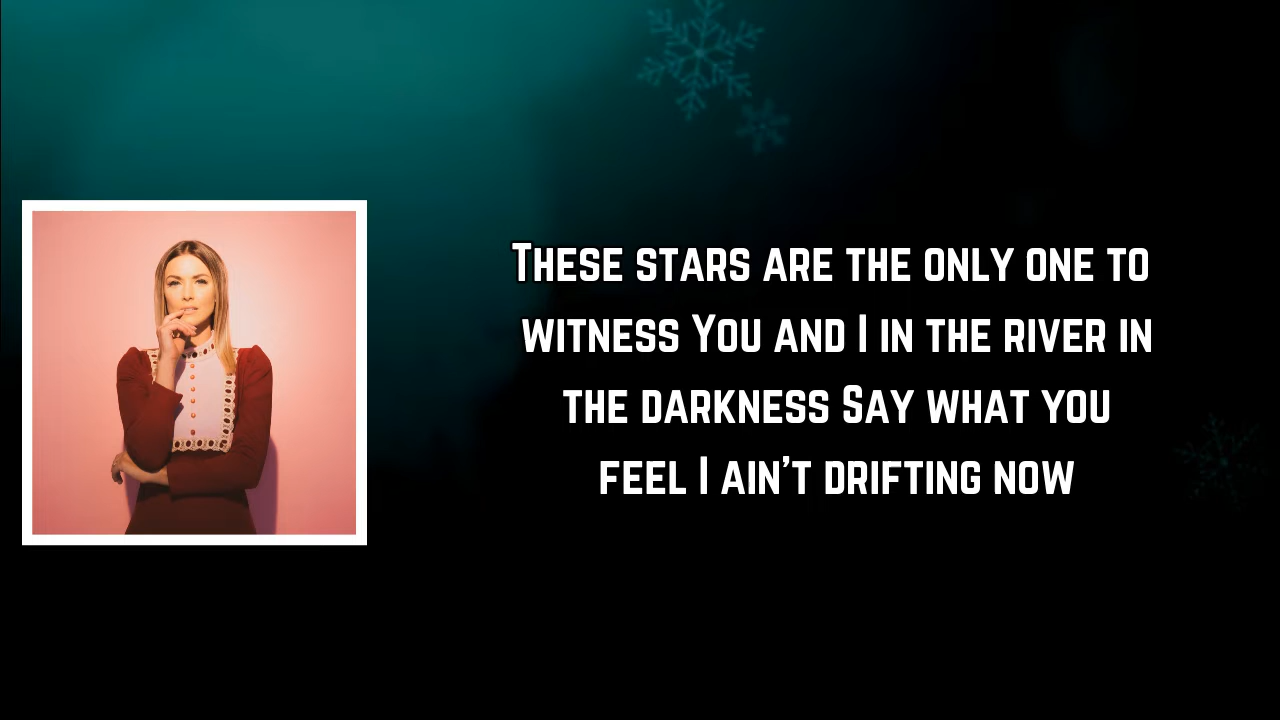 These stars are the only one to
witness You and I in the river in
the darkness Say what you
feel I ain't drifting now